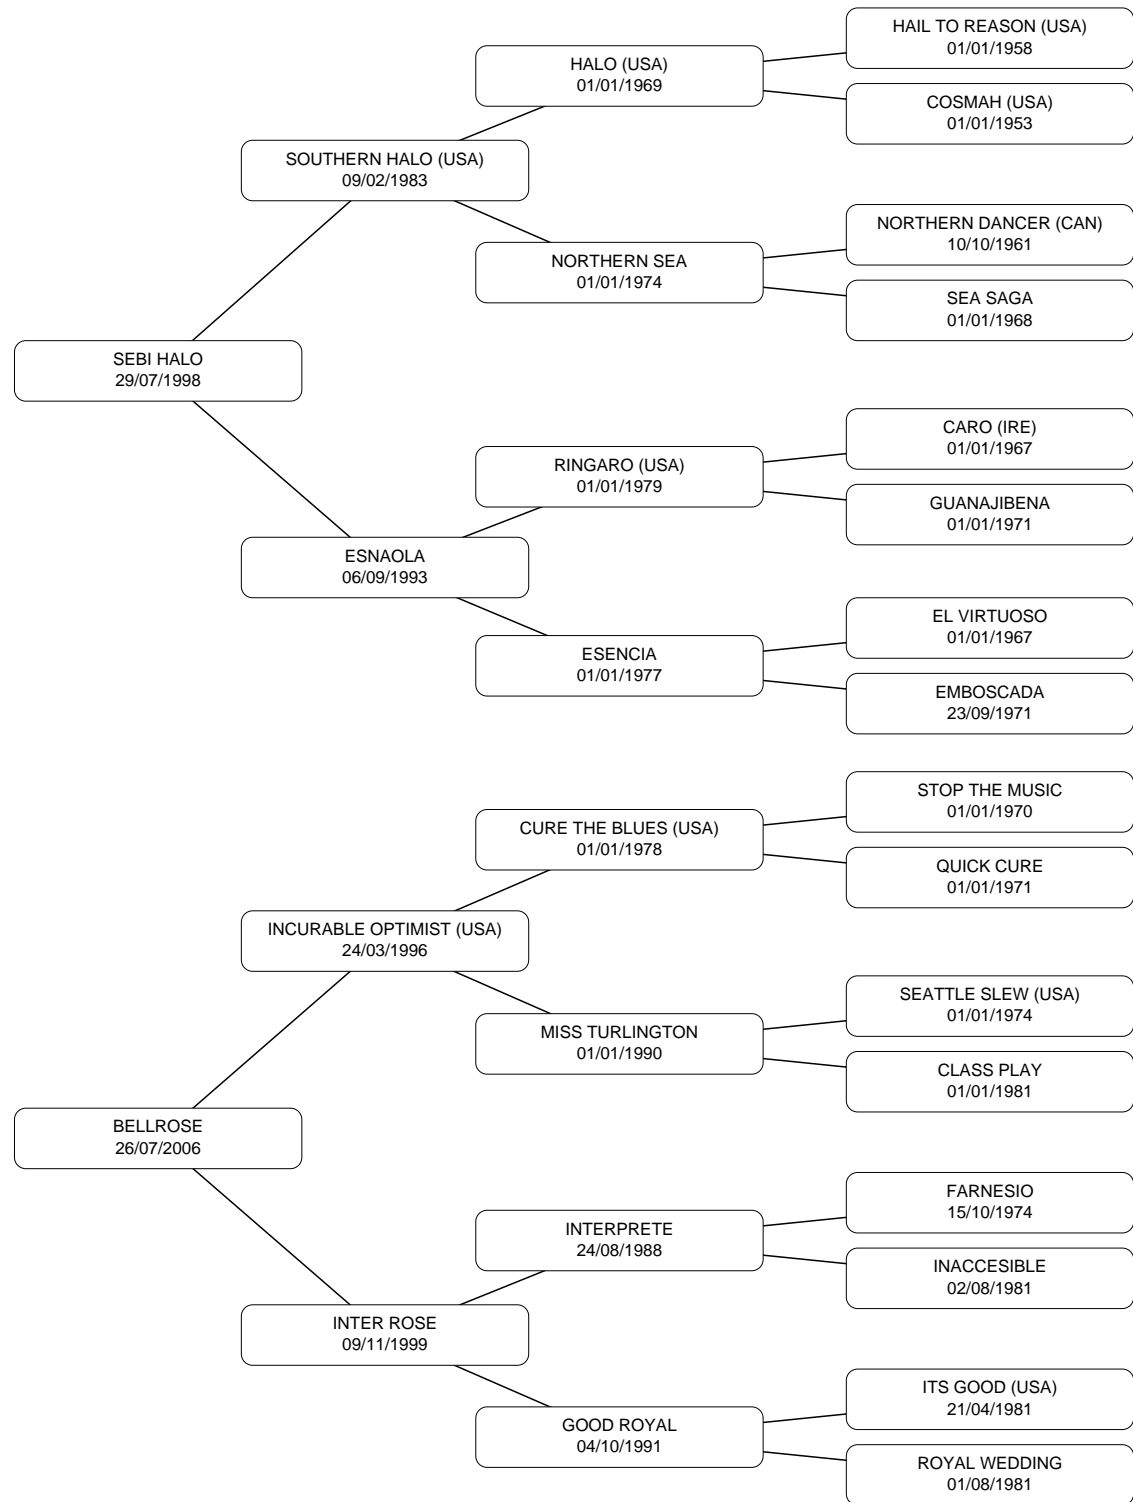 HAIL TO REASON (USA)
01/01/1958
HALO (USA)
01/01/1969
COSMAH (USA)
01/01/1953
SOUTHERN HALO (USA)
09/02/1983
NORTHERN DANCER (CAN)
10/10/1961
NORTHERN SEA
01/01/1974
SEA SAGA
01/01/1968
SEBI HALO
29/07/1998
CARO (IRE)
01/01/1967
RINGARO (USA)
01/01/1979
GUANAJIBENA
01/01/1971
ESNAOLA
06/09/1993
EL VIRTUOSO
01/01/1967
ESENCIA
01/01/1977
EMBOSCADA
23/09/1971
STOP THE MUSIC
01/01/1970
CURE THE BLUES (USA)
01/01/1978
QUICK CURE
01/01/1971
INCURABLE OPTIMIST (USA)
24/03/1996
SEATTLE SLEW (USA)
01/01/1974
MISS TURLINGTON
01/01/1990
CLASS PLAY
01/01/1981
BELLROSE
26/07/2006
FARNESIO
15/10/1974
INTERPRETE
24/08/1988
INACCESIBLE
02/08/1981
INTER ROSE
09/11/1999
ITS GOOD (USA)
21/04/1981
GOOD ROYAL
04/10/1991
ROYAL WEDDING
01/08/1981